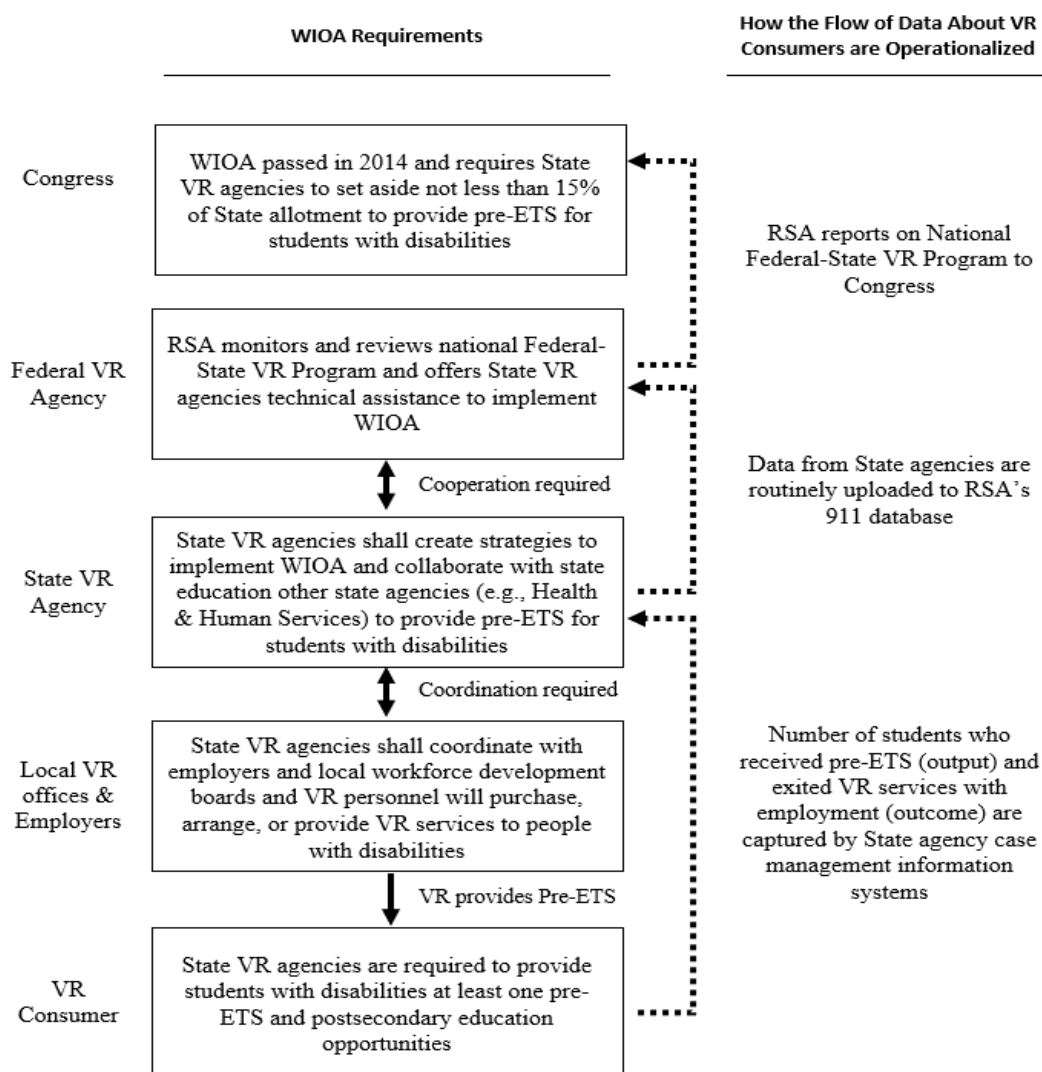 WIOA Requirements
How the Flow of Data About VR
Consumers are Operationalized
Congress
WIOA passed in 2014 and requires State
VR agencies to set aside not less than 15%
of State allotment to provide pre-ETS for
students with disabilities
RSA reports on National
Federal-State VR Program to
Congress
Federal VR
Agency
RSA monitors and reviews national Federal-
State VR Program and offers State VR
agencies technical assistance to implement
WIOA
Cooperation required
Data from State agencies are
routinely uploaded to RSA’s
911 database
State VR
Agency
State VR agencies shall create strategies to
implement WIOA and collaborate with state
education other state agencies (e.g., Health
& Human Services) to provide pre-ETS for
students with disabilities
Coordination required
Local VR
offices &
Employers
State VR agencies shall coordinate with
employers and local workforce development
boards and VR personnel will purchase,
arrange, or provide VR services to people
with disabilities
Number of students who
received pre-ETS (output) and
exited VR services with
employment (outcome) are
captured by State agency case
management information
systems
VR provides Pre-ETS
VR
Consumer
State VR agencies are required to provide
students with disabilities at least one pre-
ETS and postsecondary education
opportunities